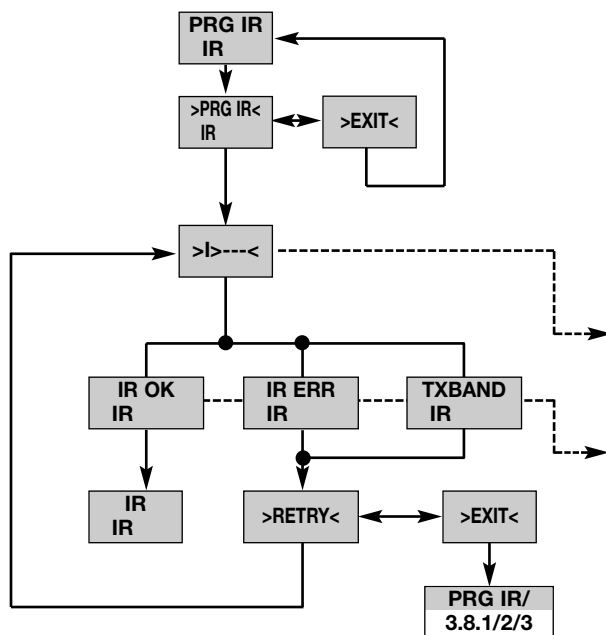 PRG IR
IR
>PRG IR<
IR
>EXIT<
>I>----<
IR OK
IR
IR ERR
IR
TXBAND
IR
IR
IR
>RETRY<
>EXIT<
PRG IR/
3.8.1/2/3